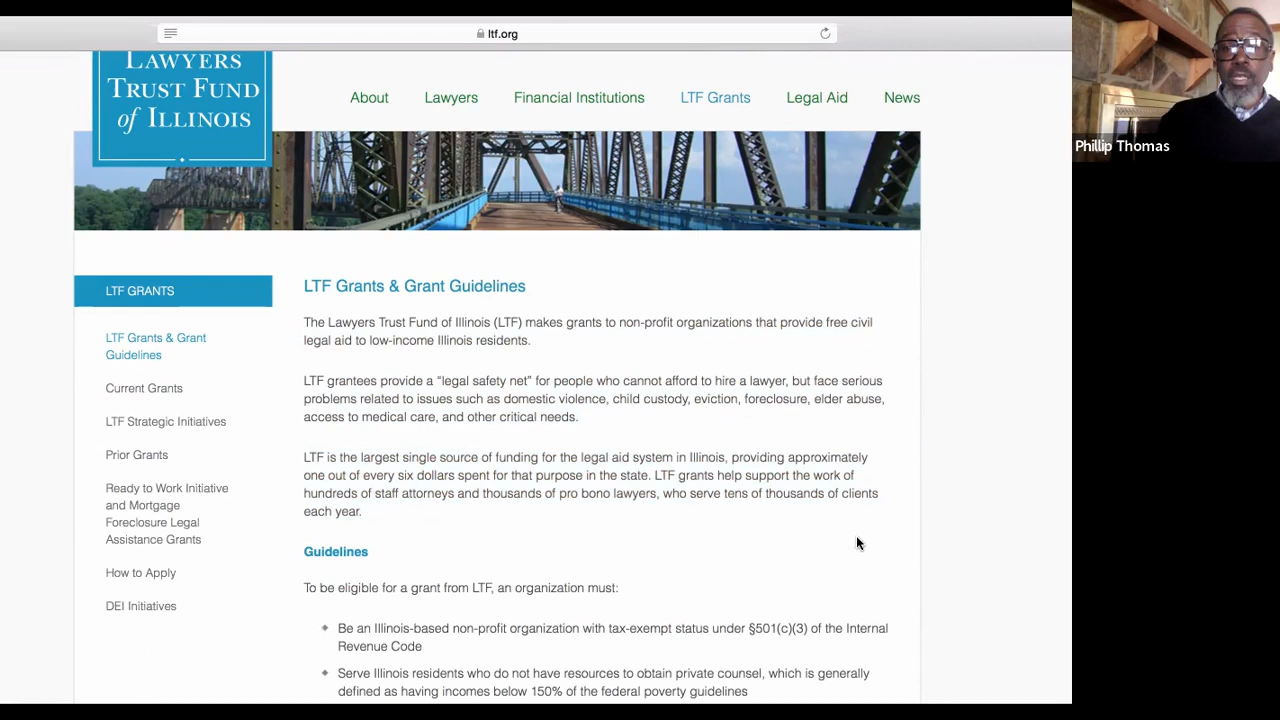 ltf.org
LAWYERS
TRUST FUND
of ILLINOIS
About
Lawyers
Financial Institutions
LTF Grants
Legal Aid
News
Phillip Thomas
LTF GRANTS
LTF Grants & Grant
Guidelines
Current Grants
LTF Strategic Initiatives
Prior Grants
Ready to Work Initiative
and Mortgage
Foreclosure Legal
Assistance Grants
How to Apply
DEI Initiatives
LTF Grants & Grant Guidelines
The Lawyers Trust Fund of Illinois (LTF) makes grants to non-profit organizations that provide free civil
legal aid to low-income Illinois residents.
LTF grantees provide a “legal safety net” for people who cannot afford to hire a lawyer, but face serious
problems related to issues such as domestic violence, child custody, eviction, foreclosure, elder abuse,
access to medical care, and other critical needs.
LTF is the largest single source of funding for the legal aid system in Illinois, providing approximately
one out of every six dollars spent for that purpose in the state. LTF grants help support the work of
hundreds of staff attorneys and thousands of pro bono lawyers, who serve tens of thousands of clients
each year.
Guidelines
To be eligible for a grant from LTF, an organization must:
Be an Illinois-based non-profit organization with tax-exempt status under §501(c)(3) of the Internal
Revenue Code
Serve Illinois residents who do not have resources to obtain private counsel, which is generally
defined as having incomes below 150% of the federal poverty guidelines